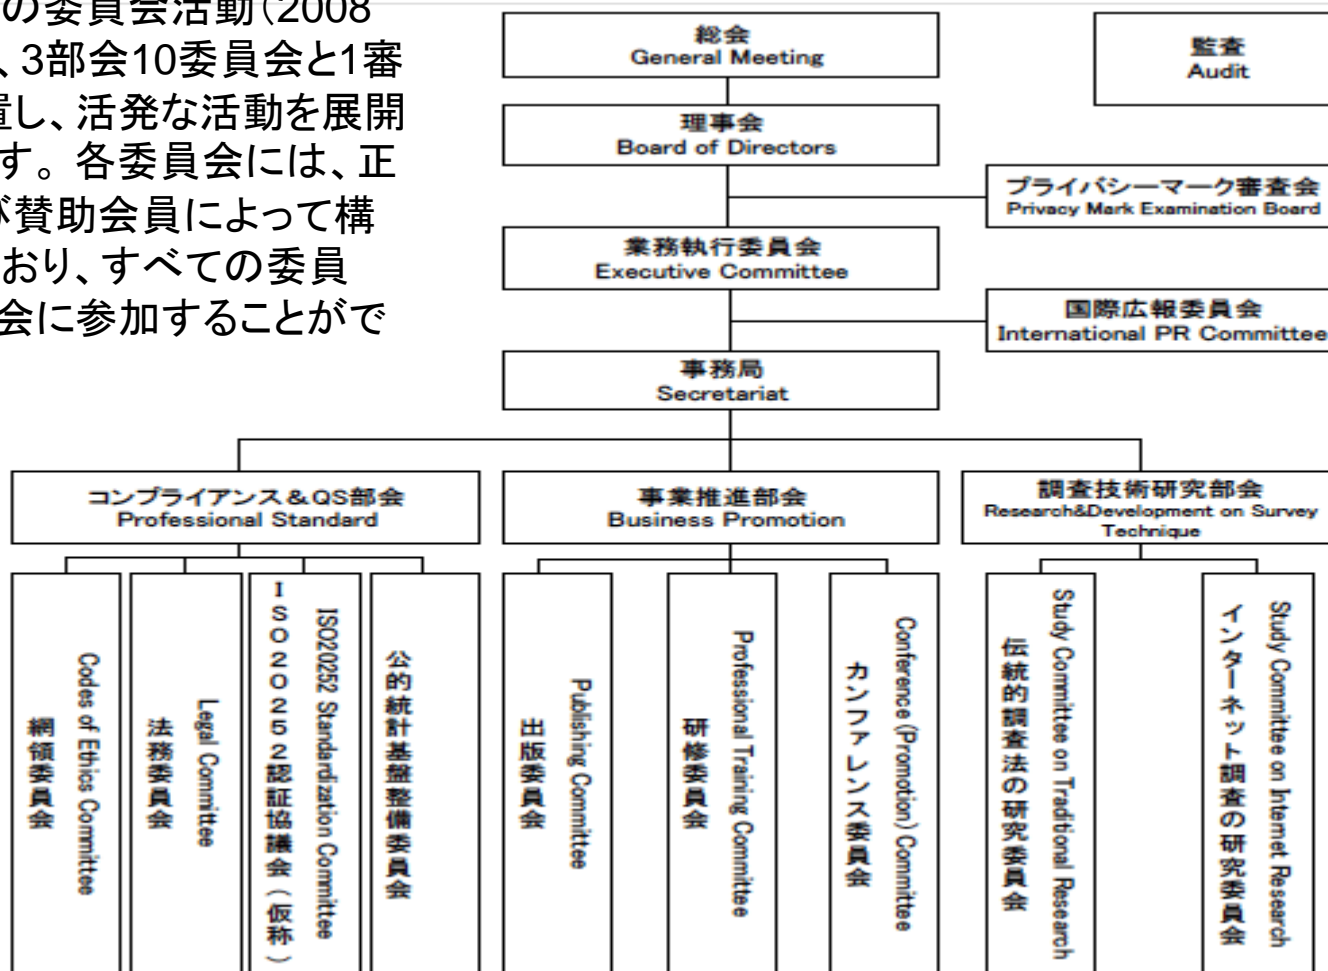 の委員会活動(2008
、3部会10委員会と1審
置し、活発な活動を展開
す。各委員会には、正
び賛助会員によって構
おり、すべての委員
会に参加することがで
総会
General Meeting
監査
Audit
理事会
Board of Directors
プライバシーマーク審査会
Privacy Mark Examination Board
業務執行委員会
Executive Committee
国際広報委員会
International PR Committee
事務局
Secretariat
コンプライアンス&QS部会
Professional Standard
事業推進部会
Business Promotion
調査技術研究部会
Research&Development on Survey
Technique
綱領委員会
Codes of Ethics Committee
法務委員会
Legal Committee
ISO20252認証協議会(仮称)
ISO20252 Standardization Committee
公的統計基盤整備委員会
出版委員会
Publishing Committee
研修委員会
Professional Training Committee
カンファレンス委員会
Conference (Promotion) Committee
伝統的調査法の研究委員会
Study Committee on Traditional Research
インターネット調査の研究委員会
Study Committee on Internet Research